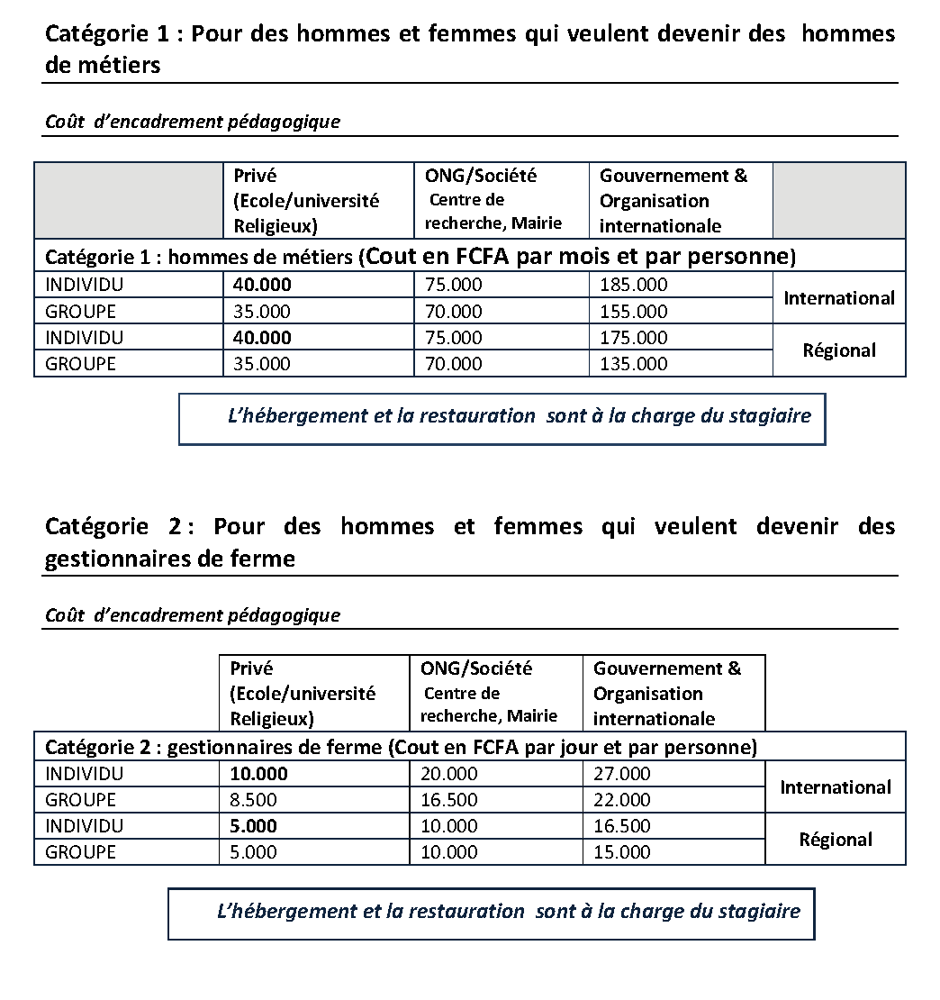 Catégorie 1 : Pour des hommes et femmes qui veulent devenir des hommes
de métiers
Coût d’encadrement pédagogique
Privé
(Ecole/université
Religieux)
ONG/Société
Centre de
recherche, Mairie
Gouvernement &
Organisation
internationale
Catégorie 1 : hommes de métiers (Cout en FCFA par mois et par personne)
INDIVIDU 40.000 75.000 185.000
International
GROUPE 35.000 70.000 155.000
INDIVIDU 40.000 75.000 175.000
Régional
GROUPE 35.000 70.000 135.000
L’hébergement et la restauration sont à la charge du stagiaire
Catégorie 2 : Pour des hommes et femmes qui veulent devenir des
gestionnaires de ferme
Coût d’encadrement pédagogique
Privé
(Ecole/université
Religieux)
ONG/Société
Centre de
recherche, Mairie
Gouvernement &
Organisation
internationale
Catégorie 2 : gestionnaires de ferme (Cout en FCFA par jour et par personne)
INDIVIDU 10.000 20.000 27.000
International
GROUPE 8.500 16.500 22.000
INDIVIDU 5.000 10.000 16.500
Régional
GROUPE 5.000 10.000 15.000
L’hébergement et la restauration sont à la charge du stagiaire